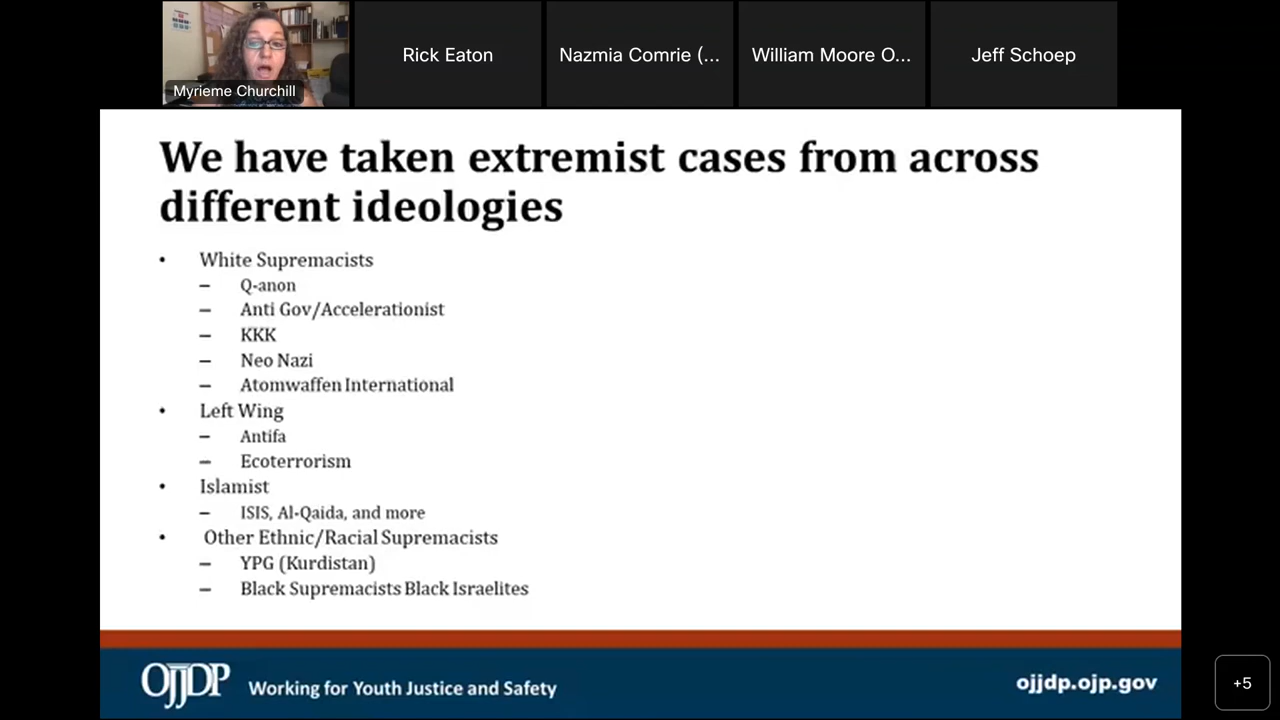 Myrieme Churchill
Rick Eaton
Nazmia Comrie (...
William Moore O...
Jeff Schoep
We have taken extremist cases from across
different ideologies
• White Supremacists
– Q-anon
– Anti Gov/Accelerationist
– KKK
– Neo Nazi
– Atomwaffen International
• Left Wing
– Antifa
– Ecoterrorism
• Islamist
– ISIS, Al-Qaida, and more
• Other Ethnic/Racial Supremacists
– YPG (Kurdistan)
– Black Supremacists Black Israelites
OJJDP
Working for Youth Justice and Safety
ojjdp.ojp.gov
+5